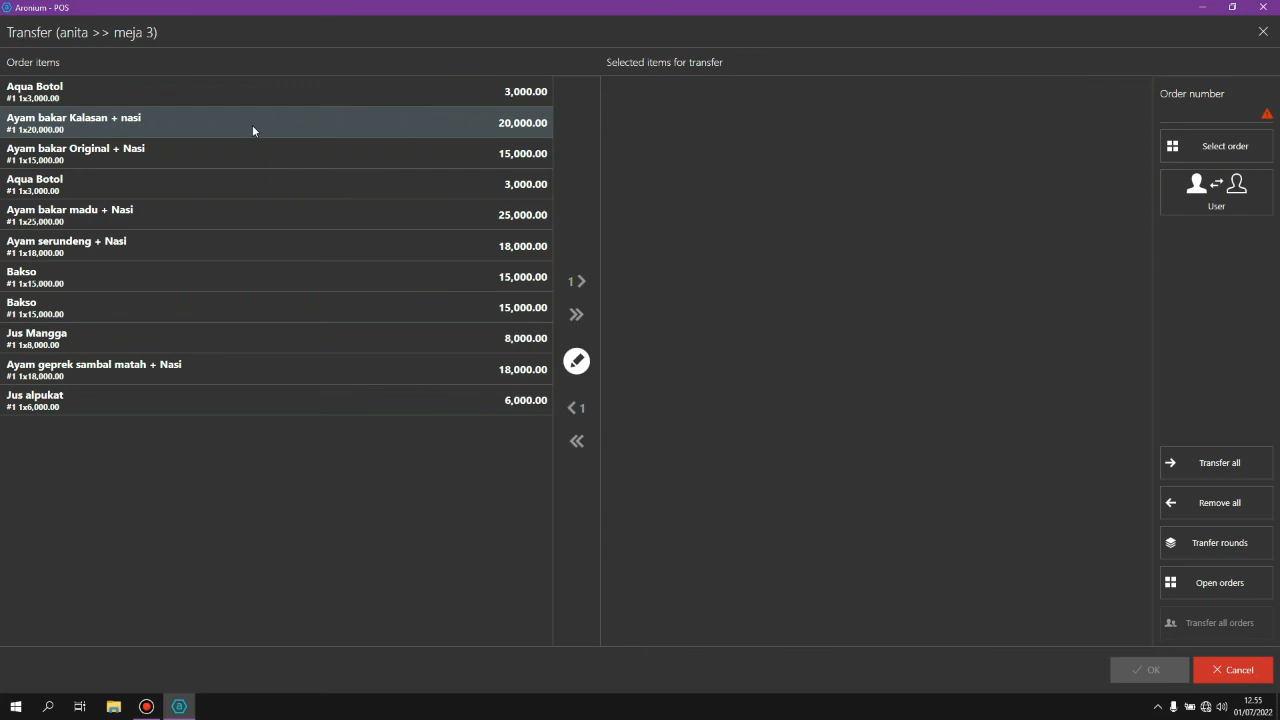 Aronium - POS
Transfer (anita >> meja 3)
Order items
Selected items for transfer
Aqua Botol
#1 1x3,000.00
3,000.00
Ayam bakar Kalasan + nasi
#1 1x20,000.00
20,000.00
Ayam bakar Original + Nasi
#1 1x15,000.00
15,000.00
Aqua Botol
#1 1x3,000.00
3,000.00
Ayam bakar madu + Nasi
#1 1x25,000.00
25,000.00
Ayam serundeng + Nasi
#1 1x18,000.00
18,000.00
Bakso
#1 1x15,000.00
15,000.00
Bakso
#1 1x15,000.00
15,000.00
Jus Mangga
#1 1x8,000.00
8,000.00
Ayam geprek sambal matah + Nasi
#1 1x18,000.00
18,000.00
Jus alpukat
#1 1x6,000.00
6,000.00
1
1
Order number
Select order
User
Transfer all
Remove all
Tranfer rounds
Open orders
Transfer all orders
OK
Cancel
12.55
01/07/2022